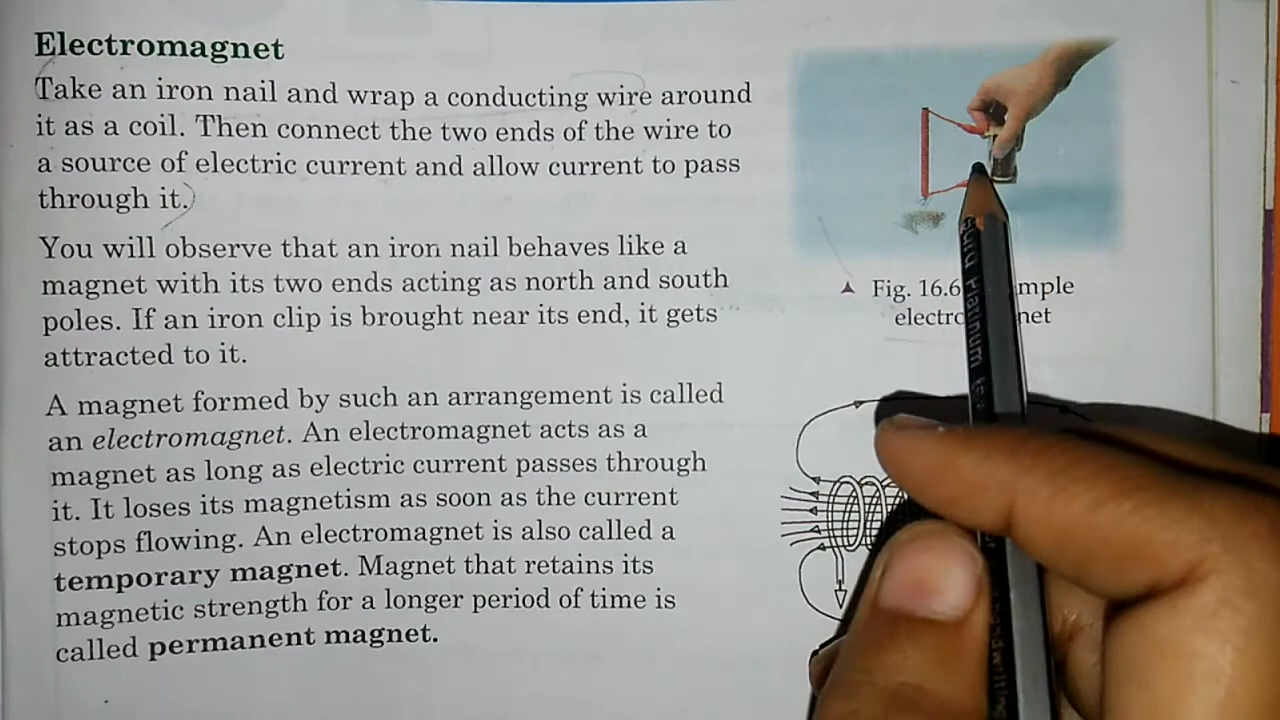 Electromagnet
Take an iron nail and wrap a conducting wire around
it as a coil. Then connect the two ends of the wire to
a source of electric current and allow current to pass
through it.)
You will observe that an iron nail behaves like a
magnet with its two ends acting as north and south
poles. If an iron clip is brought near its end, it gets
attracted to it.
A magnet formed by such an arrangement is called
an electromagnet. An electromagnet acts as a
magnet as long as electric current passes through
it. It loses its magnetism as soon as the current
stops flowing. An electromagnet is also called a
temporary magnet. Magnet that retains its
magnetic strength for a longer period of time is
called permanent magnet.
Fig. 16.6 mple
electro net
Platinum